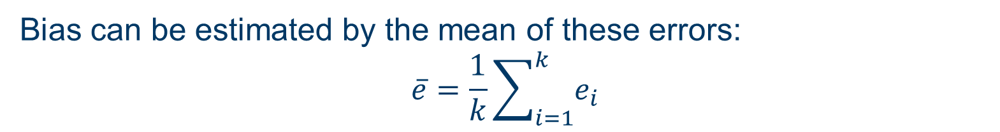 Bias can be estimated by the mean of these errors:
ē = 1/k ∑_{i=1}^{k} e_i